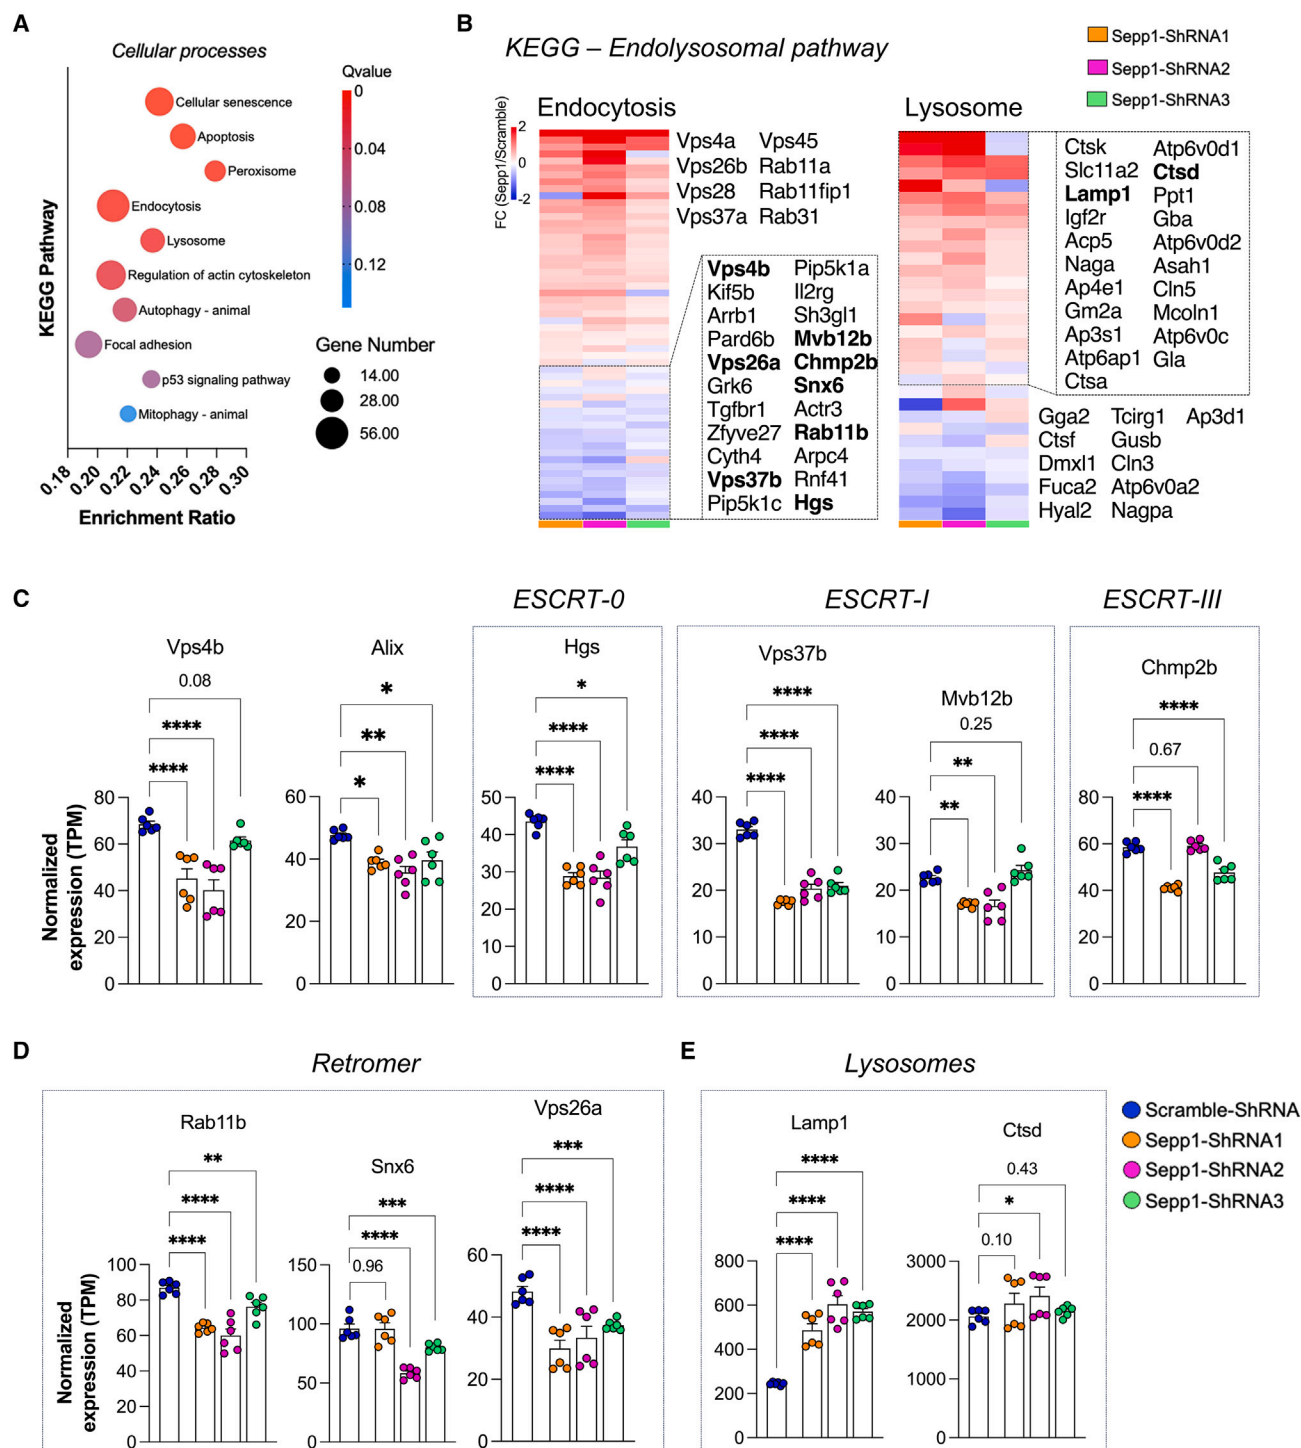 A
Cellular processes
KEGG Pathway
Cellular senescence
Apoptosis
Peroxisome
Endocytosis
Lysosome
Regulation of actin cytoskeleton
Autophagy - animal
Focal adhesion
p53 signaling pathway
Mitophagy - animal
0.18 0.20 0.22 0.24 0.26 0.28 0.30
Enrichment Ratio
Qvalue
0
0.04
0.08
0.12
Gene Number
14.00
28.00
56.00
B
KEGG – Endolysosomal pathway
Sepp1-ShRNA1
Sepp1-ShRNA2
Sepp1-ShRNA3
Endocytosis
FC (Sepp1/Scramble)
2
0
-2
Vps4a Vps45
Vps26b Rab11a
Vps28 Rab11fip1
Vps37a Rab31
Vps4b Pip5k1a
Kif5b Il2rg
Arrb1 Sh3gl1
Pard6b Mvb12b
Vps26a Chmp2b
Grk6 Snx6
Tgfbr1 Actr3
Zfyve27 Rab11b
Cyth4 Arpc4
Vps37b Rnf41
Pip5k1c Hgs
Lysosome
Ctsk Atp6v0d1
Slc11a2 Ctsd
Lamp1 Ppt1
Igf2r Gba
Acp5 Atp6v0d2
Naga Asah1
Ap4e1 Cln5
Gm2a Mcoln1
Ap3s1 Atp6v0c
Atp6ap1 Gla
Ctsa
Gga2 Tcirg1 Ap3d1
Ctsf Gusb
Dmxl1 Cln3
Fuca2 Atp6v0a2
Hyal2 Nagpa
C
ESCRT-0
ESCRT-I
ESCRT-III
Normalized
expression (TPM)
Vps4b
0.08
****
****
80
60
40
20
0
Alix
*
**
*
60
40
20
0
Hgs
*
****
****
50
40
30
20
10
0
Vps37b
****
****
****
40
30
20
10
0
Mvb12b
0.25
**
**
40
30
20
10
0
Chmp2b
****
0.67
****
80
60
40
20
0
D
Retromer
Normalized
expression (TPM)
Rab11b
**
****
****
100
80
60
40
20
0
Snx6
***
****
0.96
150
100
50
0
Vps26a
***
****
****
60
40
20
0
E
Lysosomes
Lamp1
****
****
****
800
600
400
200
0
Ctsd
0.43
*
0.10
3000
2000
1000
0
Scramble-ShRNA
Sepp1-ShRNA1
Sepp1-ShRNA2
Sepp1-ShRNA3